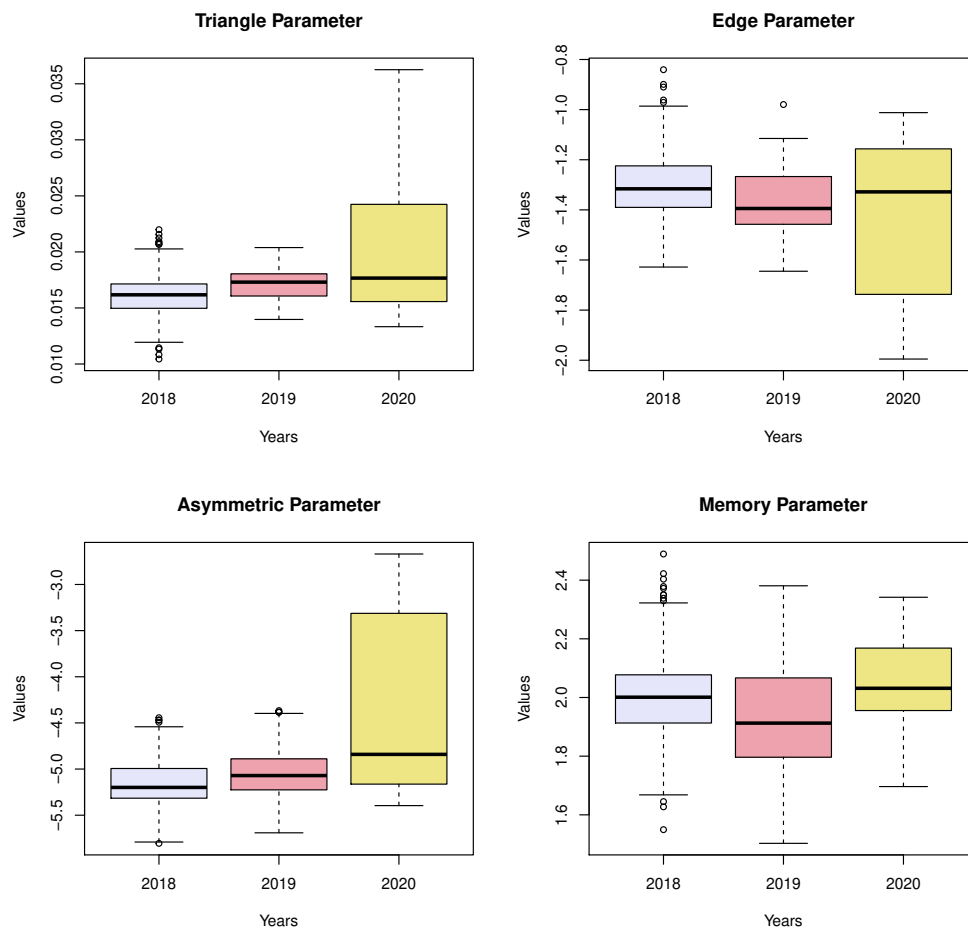 Triangle Parameter
Values
0.035
0.030
0.025
0.020
0.015
0.010
2018 2019 2020
Years
Edge Parameter
Values
−0.8
−1.0
−1.2
−1.4
−1.6
−1.8
−2.0
2018 2019 2020
Years
Asymmetric Parameter
Values
−3.0
−3.5
−4.0
−4.5
−5.0
−5.5
2018 2019 2020
Years
Memory Parameter
Values
2.4
2.2
2.0
1.8
1.6
2018 2019 2020
Years